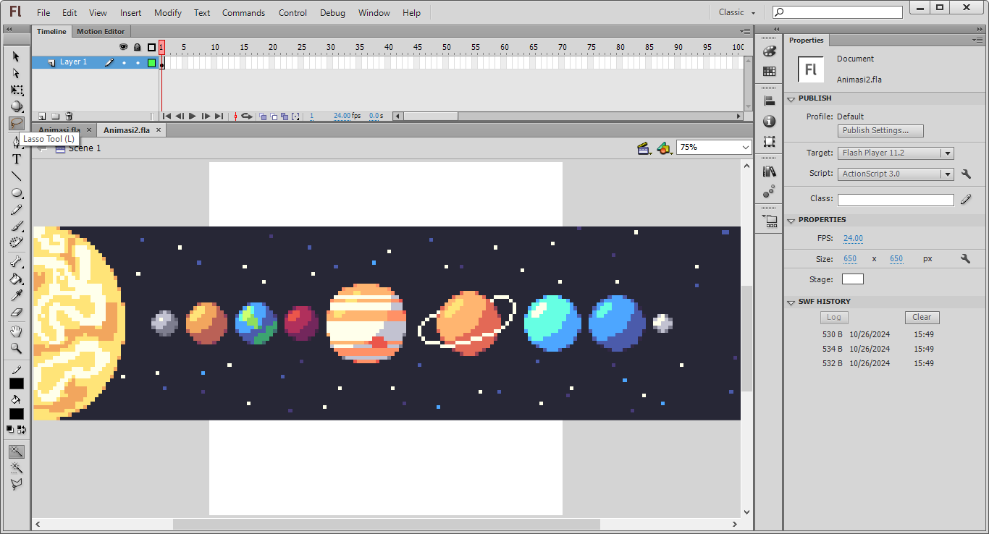 Fl File Edit View Insert Modify Text Commands Control Debug Window Help Classic
Timeline Motion Editor
1 5 10 15 20 25 30 35 40 45 50 55 60 65 70 75 80 85 90 95 100
Layer 1
1 24.00 fps 0.0 s
Animasi.fla Animasi2.fla
Lasso Tool (L)
Scene 1 75%
T
Properties
Fl
Document
Animasi2.fla
PUBLISH
Profile: Default
Publish Settings...
Target: Flash Player 11.2
Script: ActionScript 3.0
Class:
PROPERTIES
FPS: 24.00
Size: 650 x 650 px
Stage:
SWF HISTORY
Log Clear
530 B 10/26/2024 15:49
534 B 10/26/2024 15:49
532 B 10/26/2024 15:49